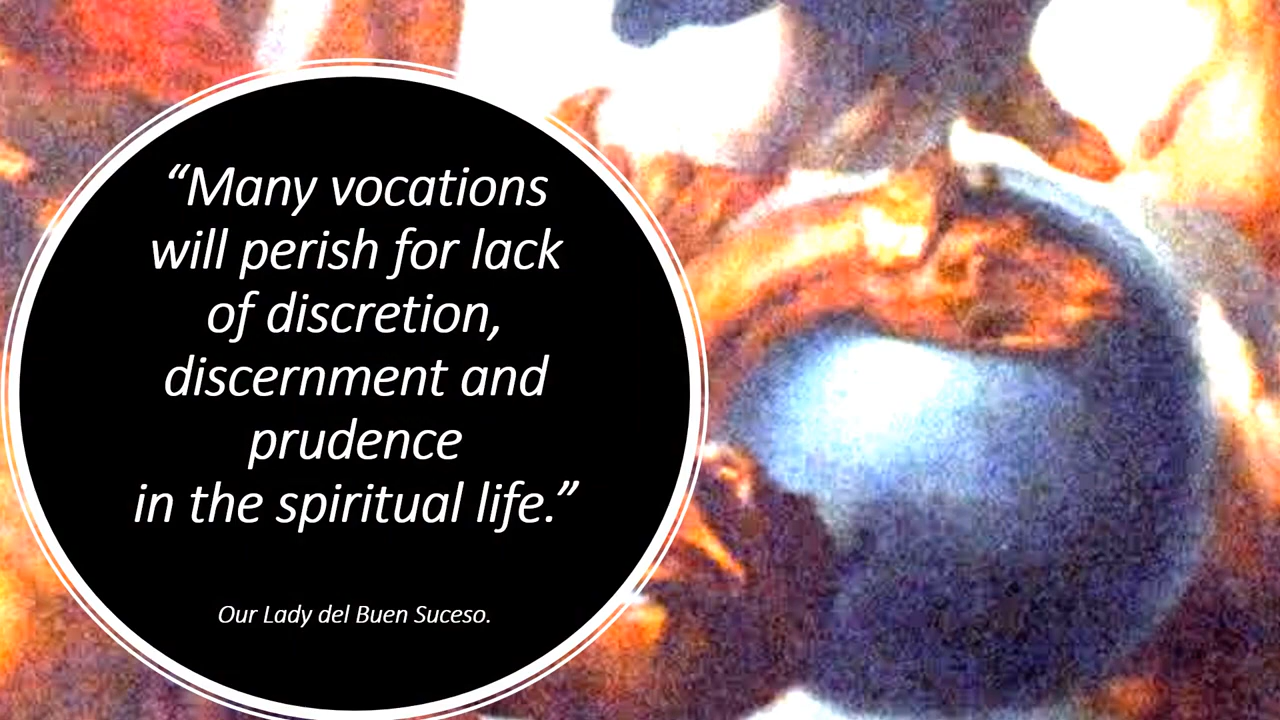 “Many vocations
will perish for lack
of discretion,
discernment and
prudence
in the spiritual life.”
Our Lady del Buen Suceso.